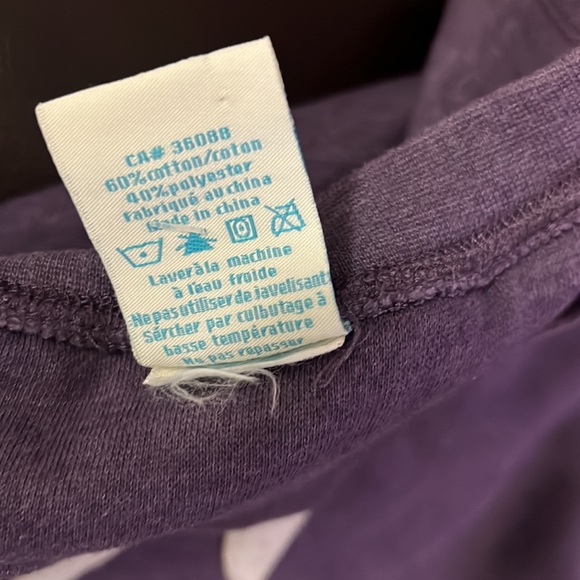 CA# 36088
60%cotton/coton
40%polyester
Fabriqué au china
Made in china
Laver à la machine
à l'eau froide
Ne pas utiliser de javelisant
Sércher par culbutage à
basse température
Ne pas repasser